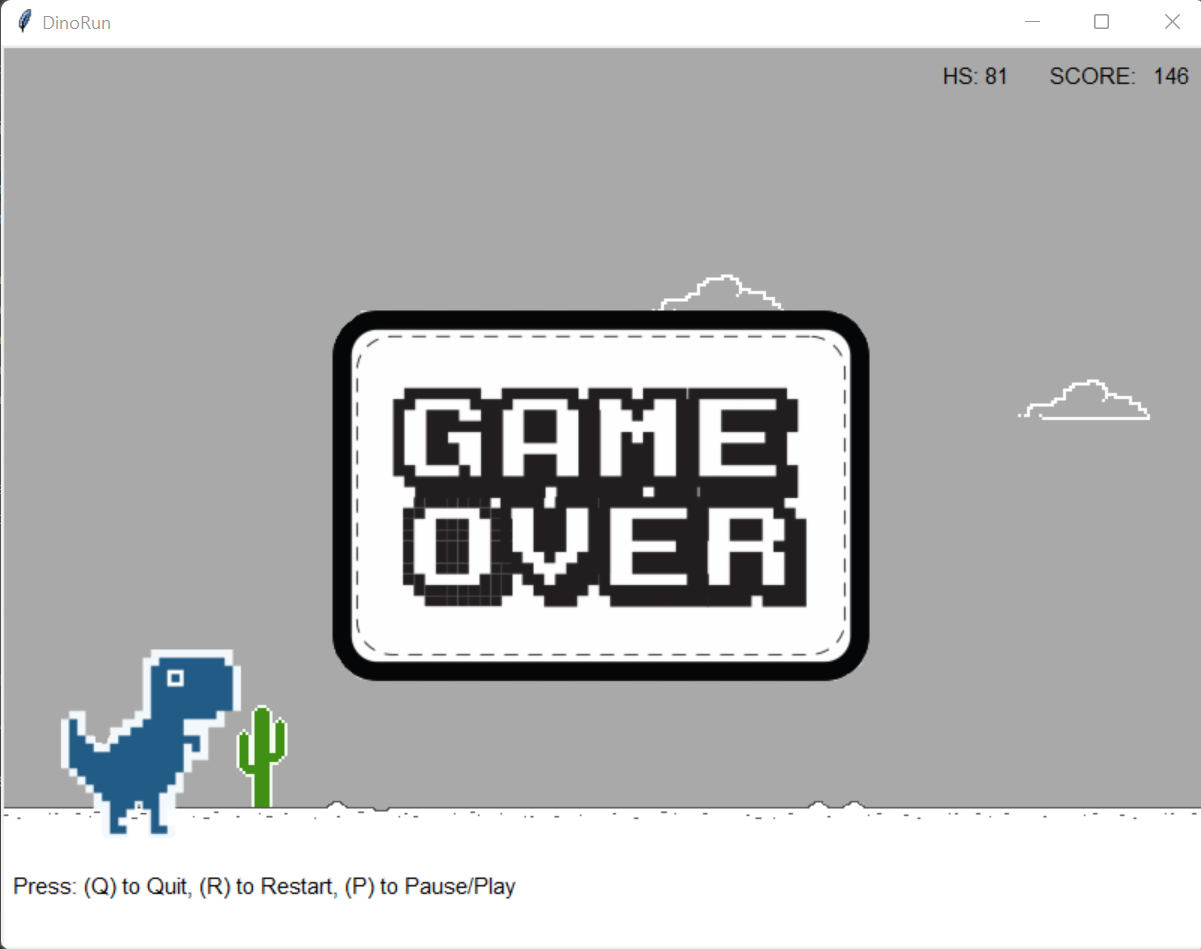 DinoRun
HS: 81 SCORE: 146
GAME
OVER
Press: (Q) to Quit, (R) to Restart, (P) to Pause/Play